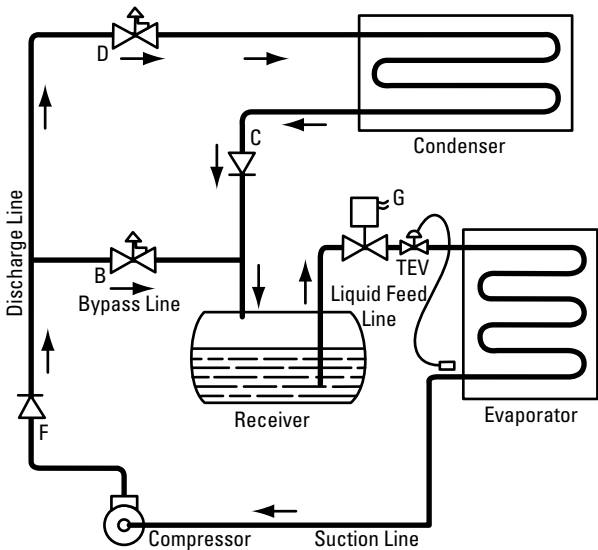 D
C
Condenser
G
Discharge Line
B
Bypass Line
TEV
Liquid Feed
Line
F
Receiver
Evaporator
Compressor
Suction Line